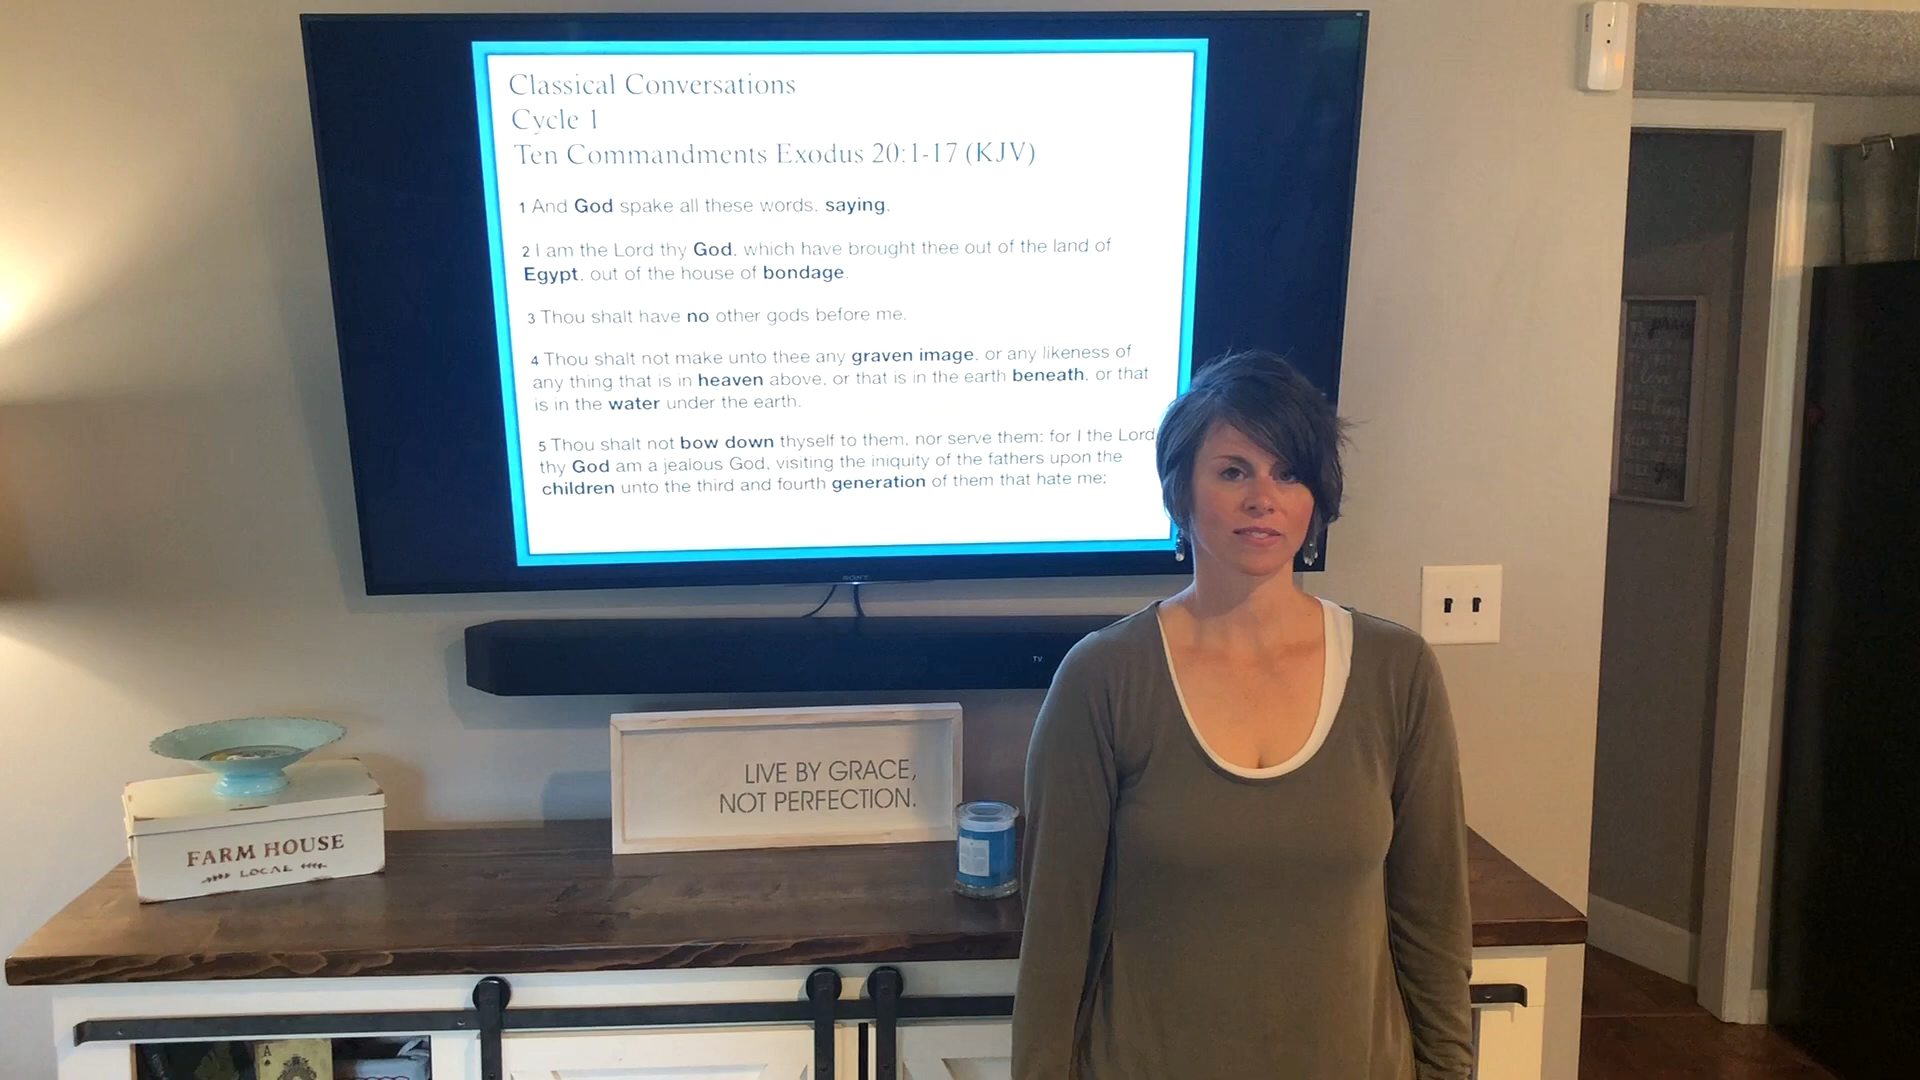 Classical Conversations
Cycle 1
Ten Commandments Exodus 20:1-17 (KJV)
1 And God spake all these words, saying,
2 I am the Lord thy God, which have brought thee out of the land of
Egypt, out of the house of bondage.
3 Thou shalt have no other gods before me.
4 Thou shalt not make unto thee any graven image, or any likeness of
any thing that is in heaven above, or that is in the earth beneath, or that
is in the water under the earth.
5 Thou shalt not bow down thyself to them, nor serve them: for I the Lord
thy God am a jealous God, visiting the iniquity of the fathers upon the
children unto the third and fourth generation of them that hate me;
SONY
TV
LIVE BY GRACE,
NOT PERFECTION.
FARM HOUSE
LOCAL
A
pray
love
hug
you